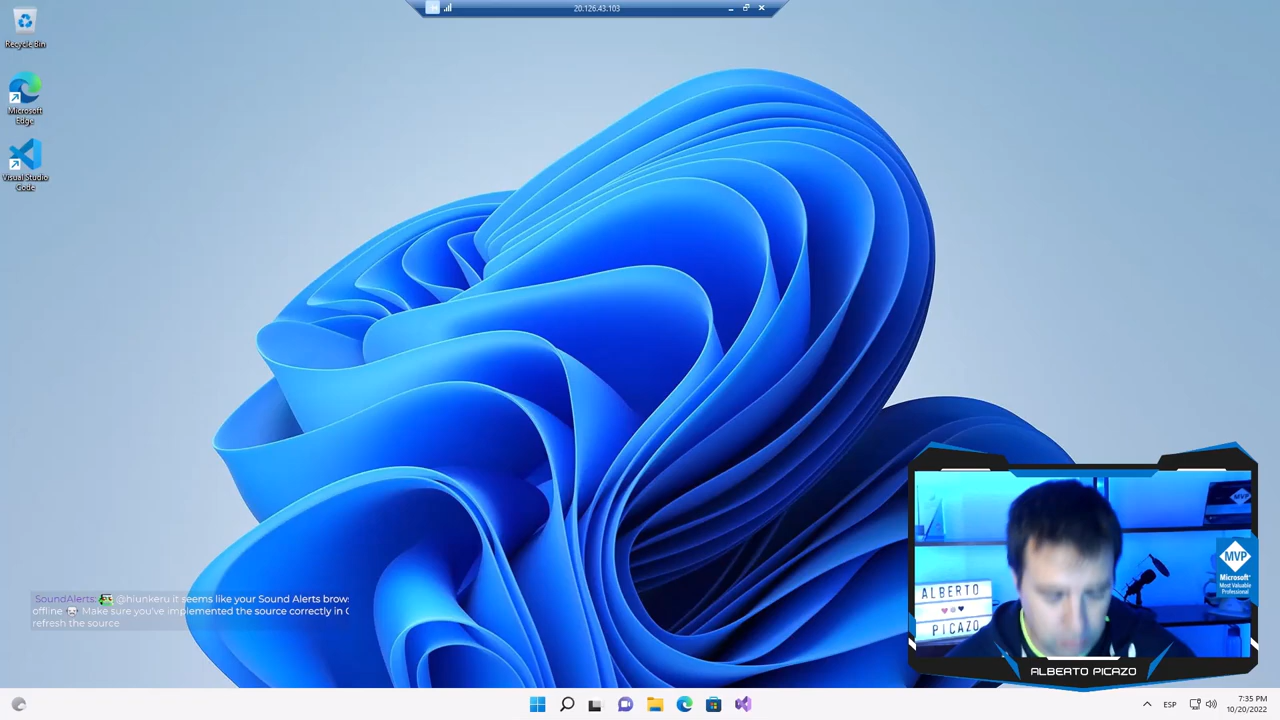 20.126.43.103
Recycle Bin
Microsoft
Edge
Visual Studio
Code
SoundAlerts: @hiunkeru it seems like your Sound Alerts brows
offline Make sure you've implemented the source correctly in
refresh the source
MVP
MVP
Microsoft®
Most Valuable
Professional
ALBERTO
PICAZO
ALBERTO PICAZO
ESP
7:35 PM
10/20/2022